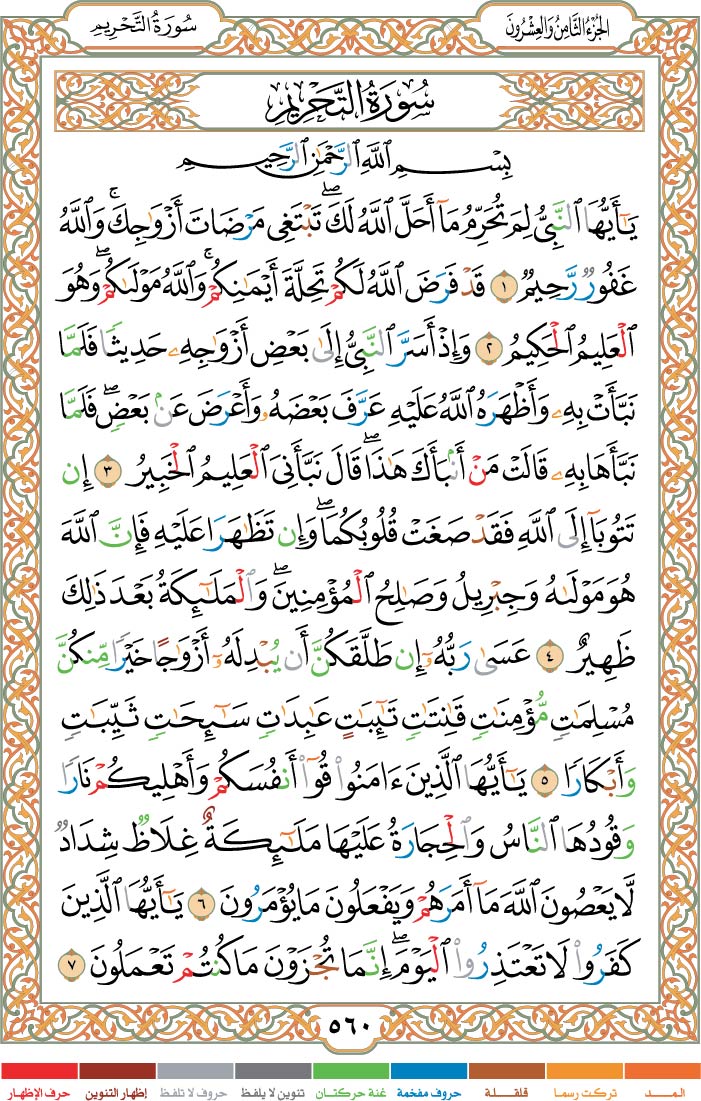 الجُزْءُ الثَّامِنُ وَالعِشْرُونَ
سُورَةُ التَّحْرِيمِ
سُورَةُ التَّحْرِيمِ
بِسْمِ ٱللَّهِ ٱلرَّحْمَٰنِ ٱلرَّحِيمِ
يَٰٓأَيُّهَا ٱلنَّبِىُّ لِمَ تُحَرِّمُ مَآ أَحَلَّ ٱللَّهُ لَكَ ۖ تَبْتَغِى مَرْضَاتَ أَزْوَٰجِكَ ۚ وَٱللَّهُ
غَفُورٌ رَّحِيمٌ ١ قَدْ فَرَضَ ٱللَّهُ لَكُمْ تَحِلَّةَ أَيْمَٰنِكُمْ ۚ وَٱللَّهُ مَوْلَىٰكُمْ ۖ وَهُوَ
ٱلْعَلِيمُ ٱلْحَكِيمُ ٢ وَإِذْ أَسَرَّ ٱلنَّبِىُّ إِلَىٰ بَعْضِ أَزْوَٰجِهِۦ حَدِيثًا فَلَمَّا
نَبَّأَتْ بِهِۦ وَأَظْهَرَهُ ٱللَّهُ عَلَيْهِ عَرَّفَ بَعْضَهُۥ وَأَعْرَضَ عَنۢ بَعْضٍ ۖ فَلَمَّا
نَبَّأَهَا بِهِۦ قَالَتْ مَنْ أَنۢبَأَكَ هَٰذَا ۖ قَالَ نَبَّأَنِىَ ٱلْعَلِيمُ ٱلْخَبِيرُ ٣ إِن
تَتُوبَآ إِلَى ٱللَّهِ فَقَدْ صَغَتْ قُلُوبُكُمَا ۖ وَإِن تَظَٰهَرَا عَلَيْهِ فَإِنَّ ٱللَّهَ
هُوَ مَوْلَىٰهُ وَجِبْرِيلُ وَصَٰلِحُ ٱلْمُؤْمِنِينَ ۖ وَٱلْمَلَٰٓئِكَةُ بَعْدَ ذَٰلِكَ
ظَهِيرٌ ٤ عَسَىٰ رَبُّهُۥٓ إِن طَلَّقَكُنَّ أَن يُبْدِلَهُۥٓ أَزْوَٰجًا خَيْرًا مِّنكُنَّ
مُسْلِمَٰتٍ مُّؤْمِنَٰتٍ قَٰنِتَٰتٍ تَٰٓئِبَٰتٍ عَٰبِدَٰتٍ سَٰٓئِحَٰتٍ ثَيِّبَٰتٍ
وَأَبْكَارًا ٥ يَٰٓأَيُّهَا ٱلَّذِينَ ءَامَنُوا۟ قُوٓا۟ أَنفُسَكُمْ وَأَهْلِيكُمْ نَارًا
وَقُودُهَا ٱلنَّاسُ وَٱلْحِجَارَةُ عَلَيْهَا مَلَٰٓئِكَةٌ غِلَاظٌ شِدَادٌ
لَّا يَعْصُونَ ٱللَّهَ مَآ أَمَرَهُمْ وَيَفْعَلُونَ مَا يُؤْمَرُونَ ٦ يَٰٓأَيُّهَا ٱلَّذِينَ
كَفَرُوا۟ لَا تَعْتَذِرُوا۟ ٱلْيَوْمَ ۖ إِنَّمَا تُجْزَوْنَ مَا كُنتُمْ تَعْمَلُونَ ٧
٥٦٠
المــد تركت رسما قلقـلة حروف مفخمة غنة حركتان تنوين لا يلفظ حروف لا تلفظ إظهار التنوين حرف الإظهار